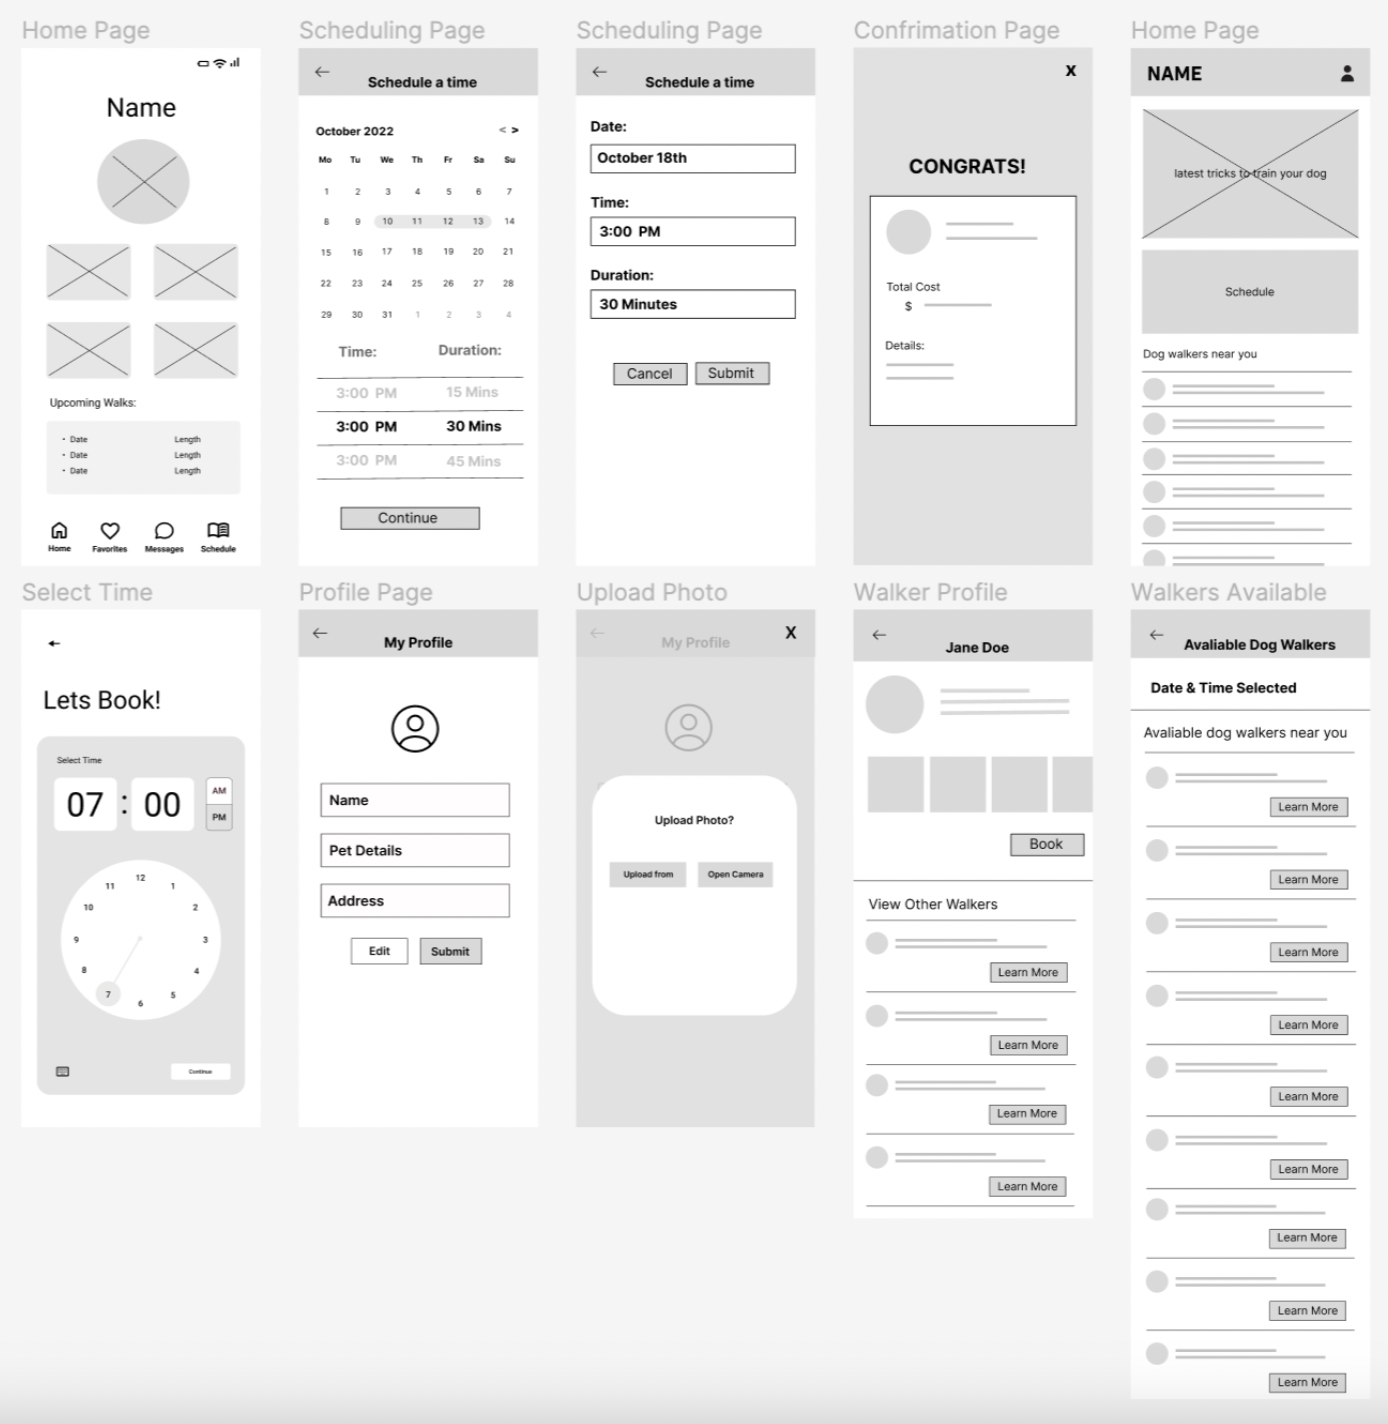 Home Page
Name
Upcoming Walks:
• Date Length
• Date Length
• Date Length
Home Favorites Messages Schedule
Scheduling Page
Schedule a time
October 2022 < >
Mo Tu We Th Fr Sa Su
1 2 3 4 5 6 7
8 9 10 11 12 13 14
15 16 17 18 19 20 21
22 23 24 25 26 27 28
29 30 31 1 2 3 4
Time: Duration:
3:00 PM 15 Mins
3:00 PM 30 Mins
3:00 PM 45 Mins
Continue
Scheduling Page
Schedule a time
Date:
October 18th
Time:
3:00 PM
Duration:
30 Minutes
Cancel Submit
Confrimation Page
X
CONGRATS!
Total Cost
$
Details:
Home Page
NAME
latest tricks to train your dog
Schedule
Dog walkers near you
Select Time
Lets Book!
Select Time
07 : 00 AM
PM
12
11 1
10 2
9 3
8 4
7 5
6
Continue
Profile Page
My Profile
Name
Pet Details
Address
Edit Submit
Upload Photo
My Profile X
Upload Photo?
Upload from Open Camera
Walker Profile
Jane Doe
Book
View Other Walkers
Learn More
Learn More
Learn More
Learn More
Walkers Available
Avaliable Dog Walkers
Date & Time Selected
Avaliable dog walkers near you
Learn More
Learn More
Learn More
Learn More
Learn More
Learn More
Learn More
Learn More
Learn More